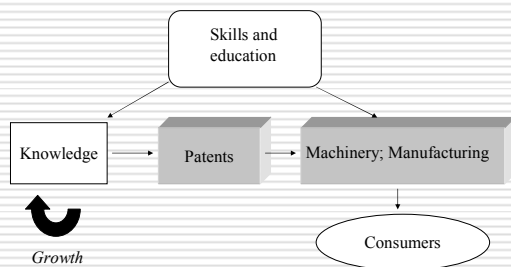 Skills and
education
Knowledge
Patents
Machinery; Manufacturing
Growth
Consumers